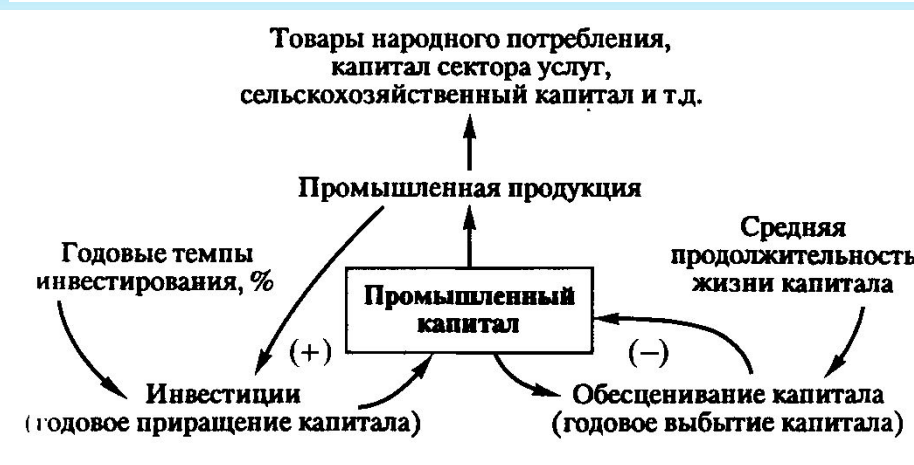 Товары народного потребления,
капитал сектора услуг,
сельскохозяйственный капитал и т.д.
Промышленная продукция
Годовые темпы
инвестирования, %
Средняя
продолжительность
жизни капитала
Промышленный
капитал
(+)
(−)
Инвестиции
(годовое приращение капитала)
Обесценивание капитала
(годовое выбытие капитала)